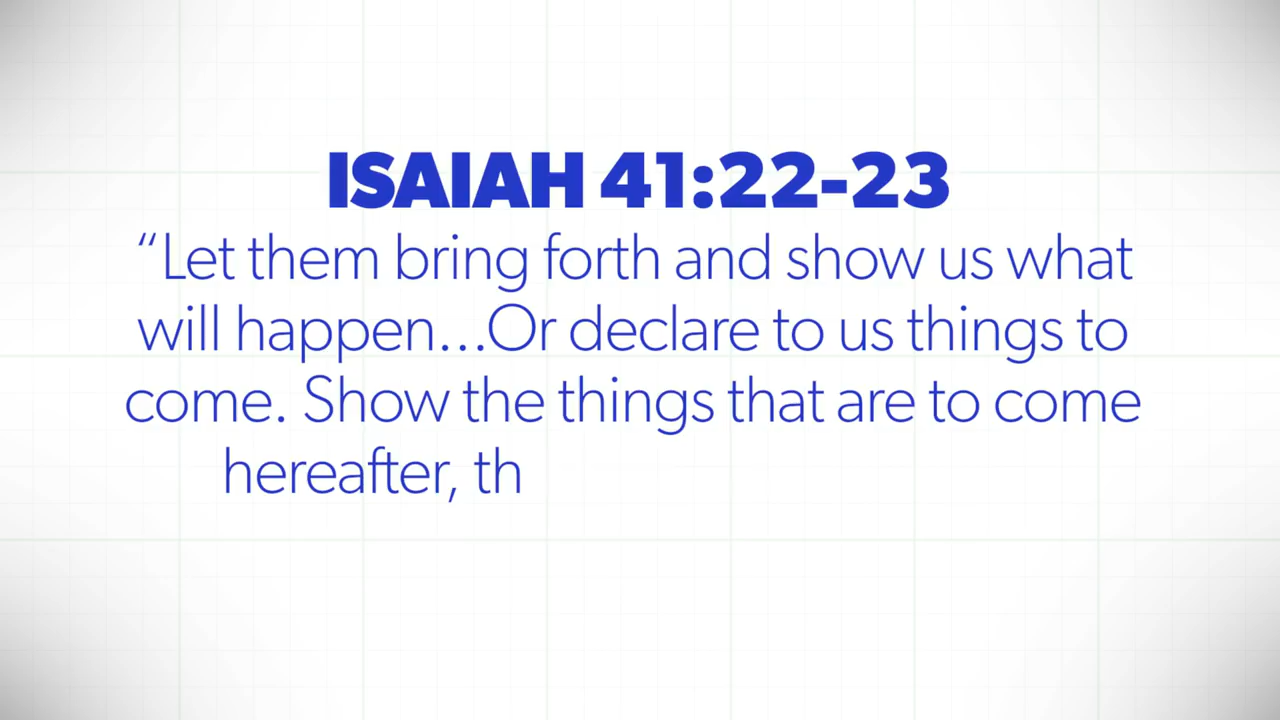 ISAIAH 41:22-23
“Let them bring forth and show us what
will happen...Or declare to us things to
come. Show the things that are to come
hereafter, th